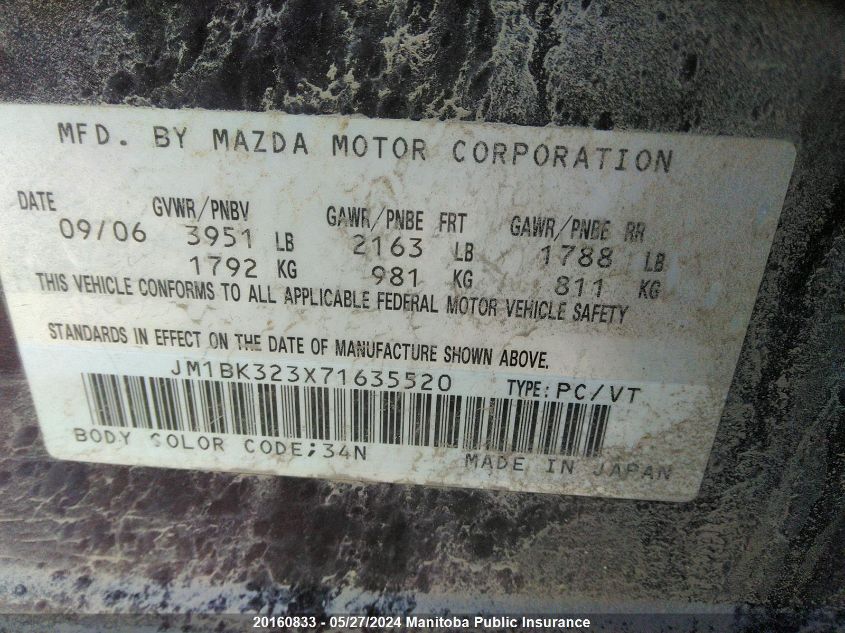 MFD. BY MAZDA MOTOR CORPORATION
DATE GVWR/PNBV GAWR/PNBE FRT GAWR/PNBE RR
09/06 3951 LB 2163 LB 1788 LB
1792 KG 981 KG 811 KG
THIS VEHICLE CONFORMS TO ALL APPLICABLE FEDERAL MOTOR VEHICLE SAFETY
STANDARDS IN EFFECT ON THE DATE OF MANUFACTURE SHOWN ABOVE.
JM1BK323X71635520 TYPE: PC/VT
BODY COLOR CODE;34N MADE IN JAPAN
20160833 - 05/27/2024 Manitoba Public Insurance